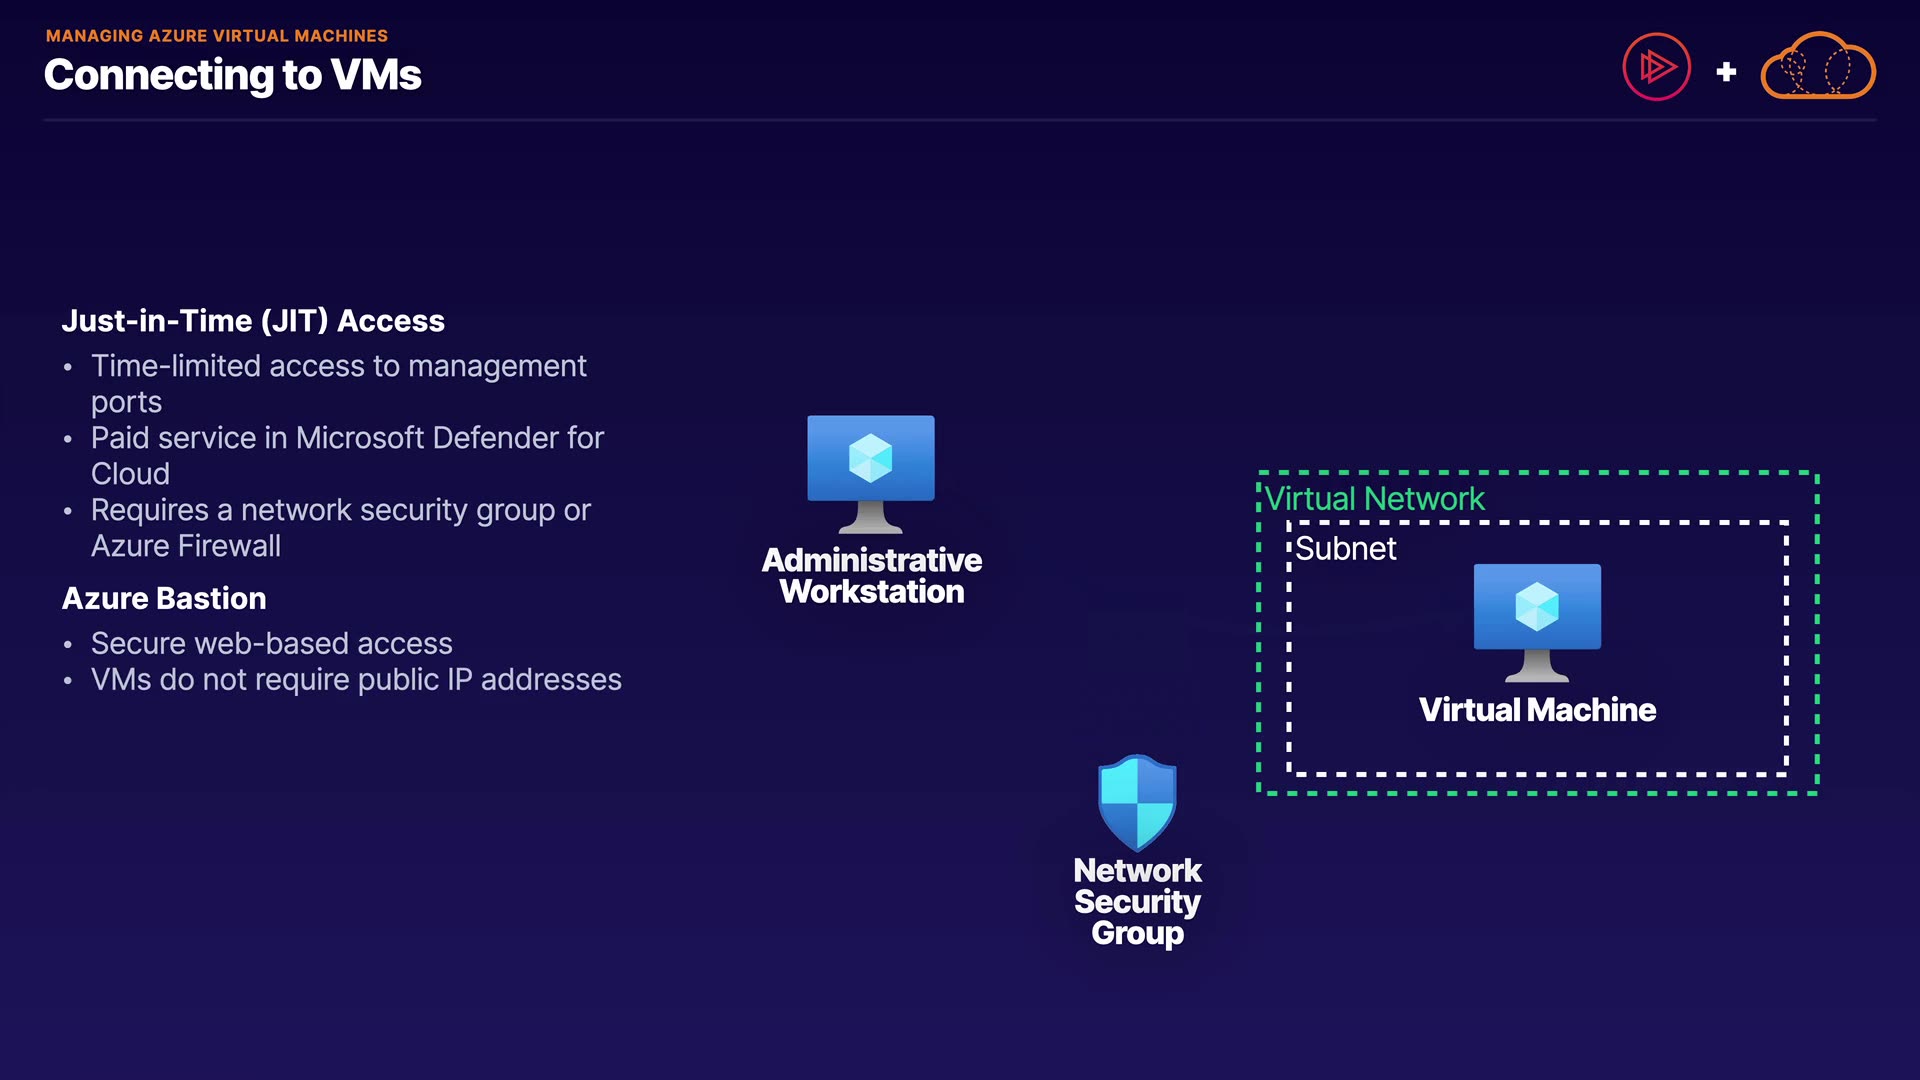 MANAGING AZURE VIRTUAL MACHINES
Connecting to VMs
Just-in-Time (JIT) Access
• Time-limited access to management
ports
• Paid service in Microsoft Defender for
Cloud
• Requires a network security group or
Azure Firewall
Azure Bastion
• Secure web-based access
• VMs do not require public IP addresses
Administrative
Workstation
Virtual Network
Subnet
Virtual Machine
Network
Security
Group